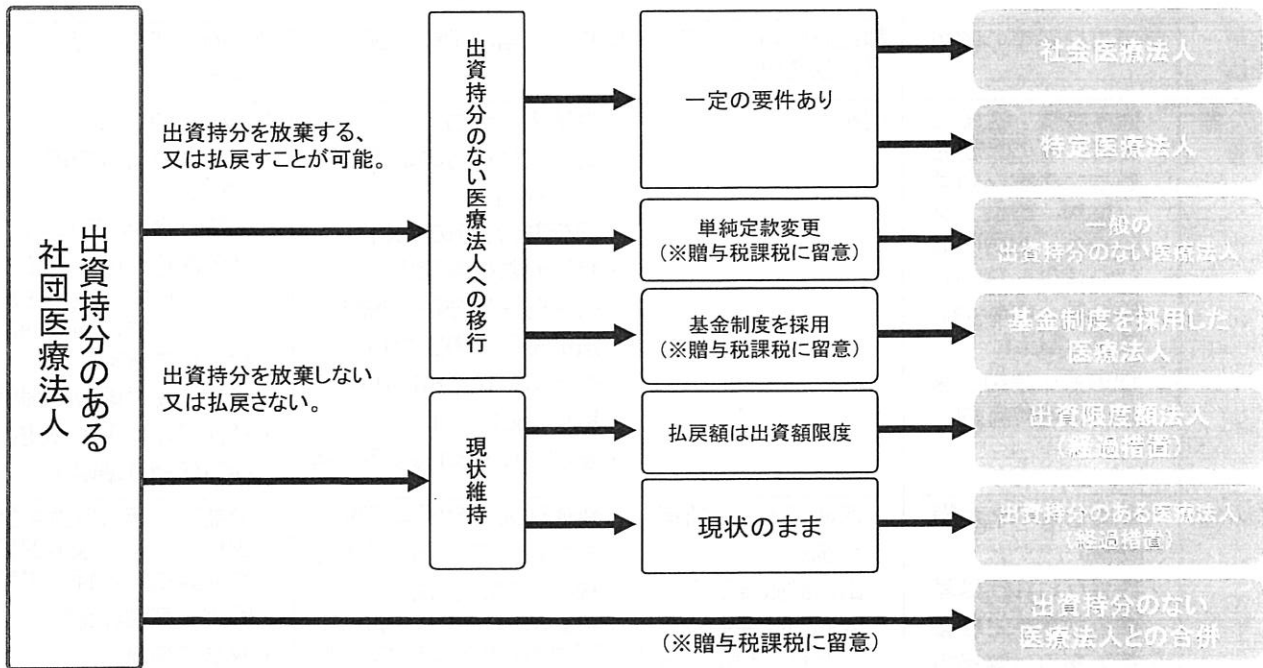 出資持分のある
社団医療法人
出資持分を放棄する、
又は払戻すことが可能。
出資持分を放棄しない
又は払戻さない。
出資持分のない医療法人への移行
現状維持
一定の要件あり
単純定款変更
(※贈与税課税に留意)
基金制度を採用
(※贈与税課税に留意)
払戻額は出資額限度
現状のまま
(※贈与税課税に留意)
社会医療法人
特定医療法人
一般の
出資持分のない医療法人
基金制度を採用した
医療法人
出資限度額法人
(経過措置)
出資持分のある医療法人
(経過措置)
出資持分のない
医療法人との合併